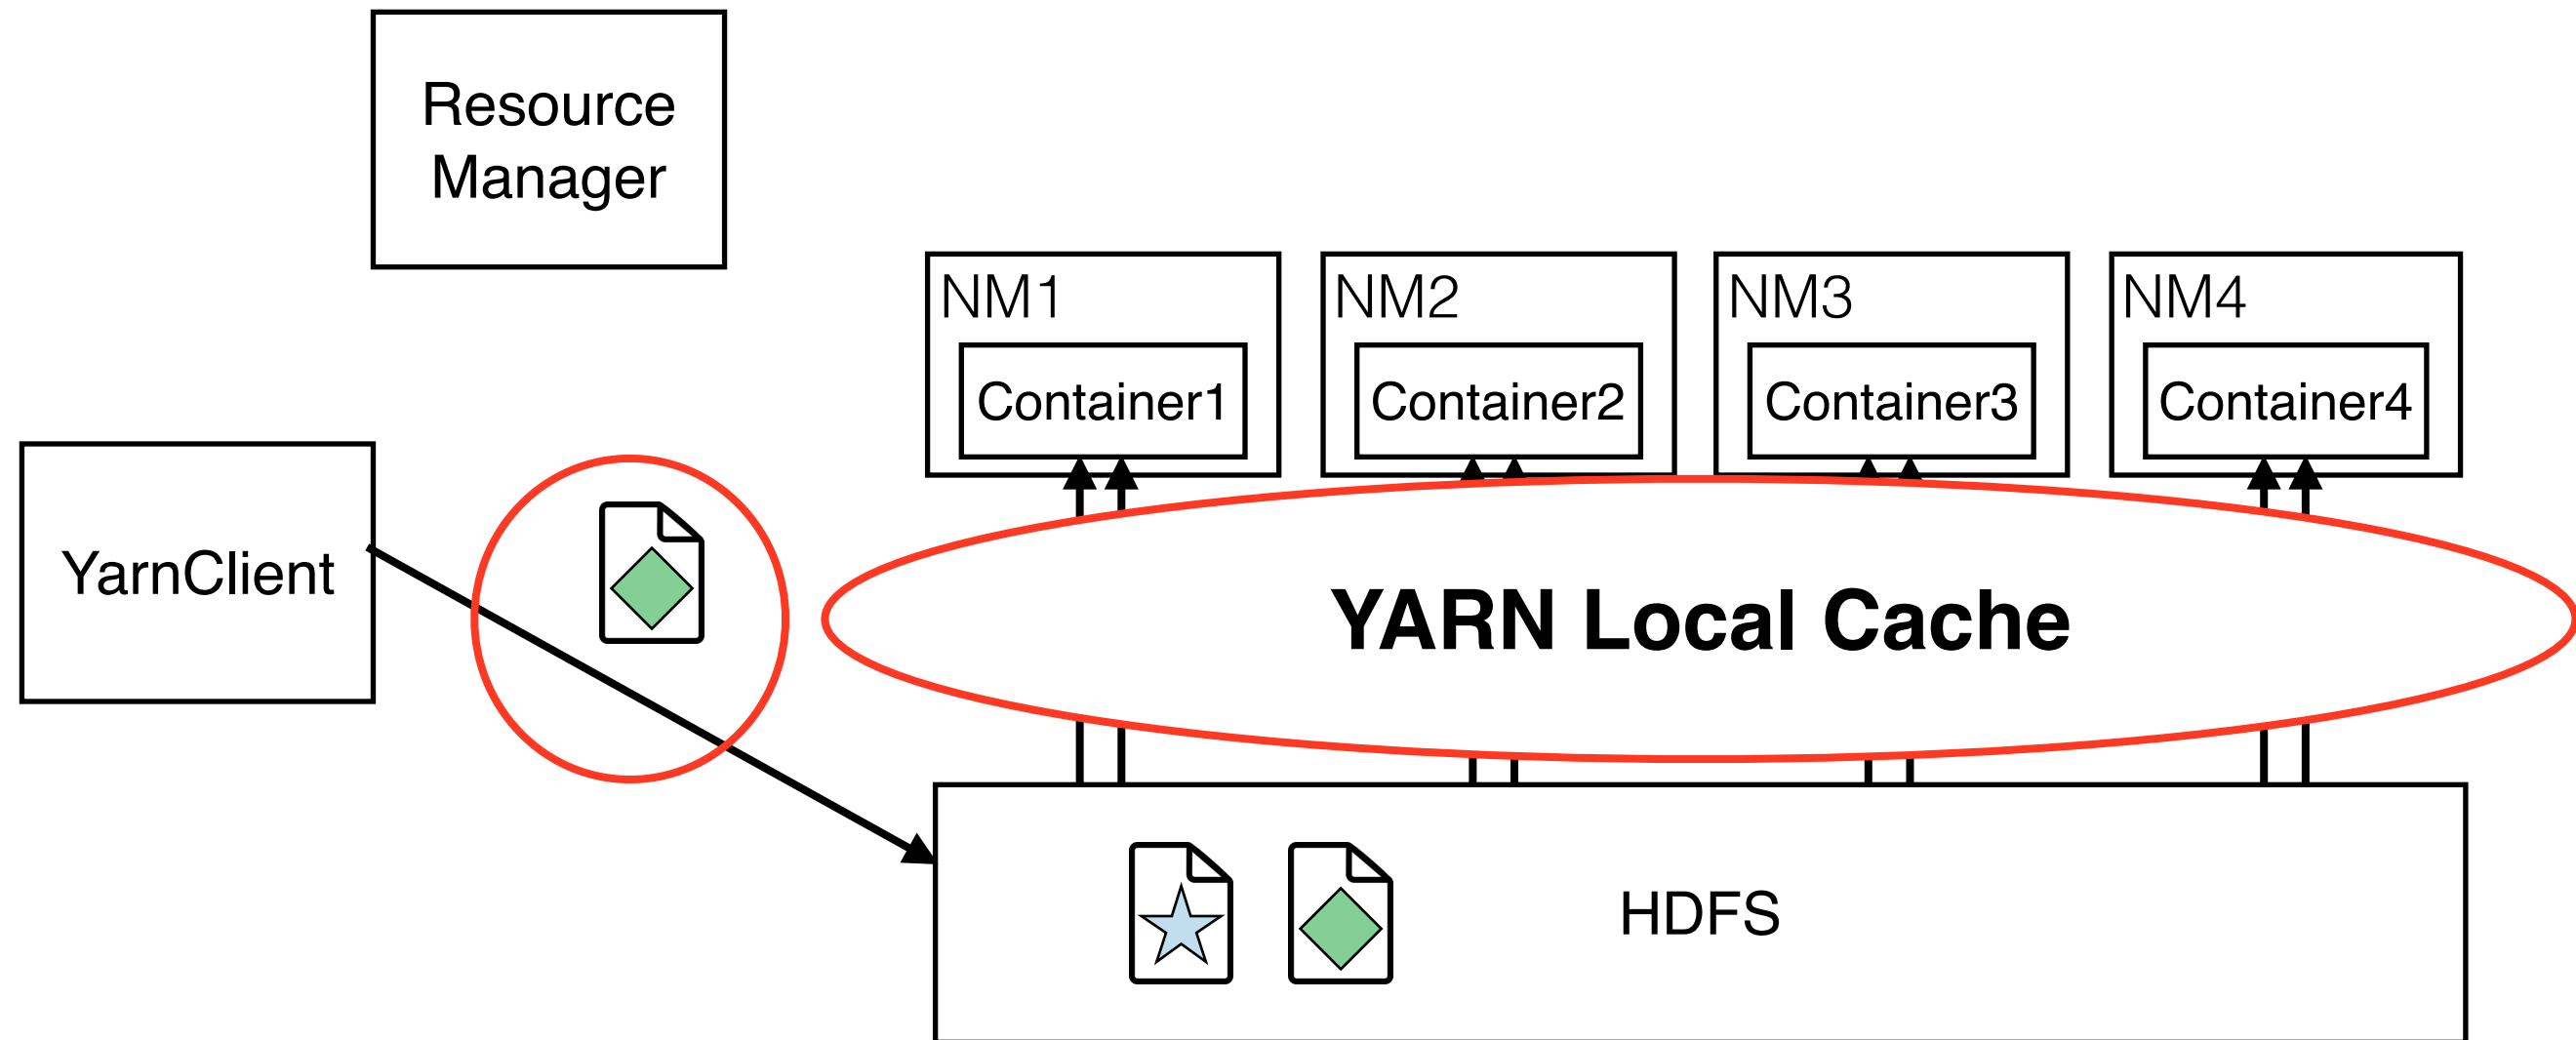 Resource
Manager
NM1
NM2
NM3
NM4
Container1
Container2
Container3
Container4
YarnClient
YARN Local Cache
HDFS